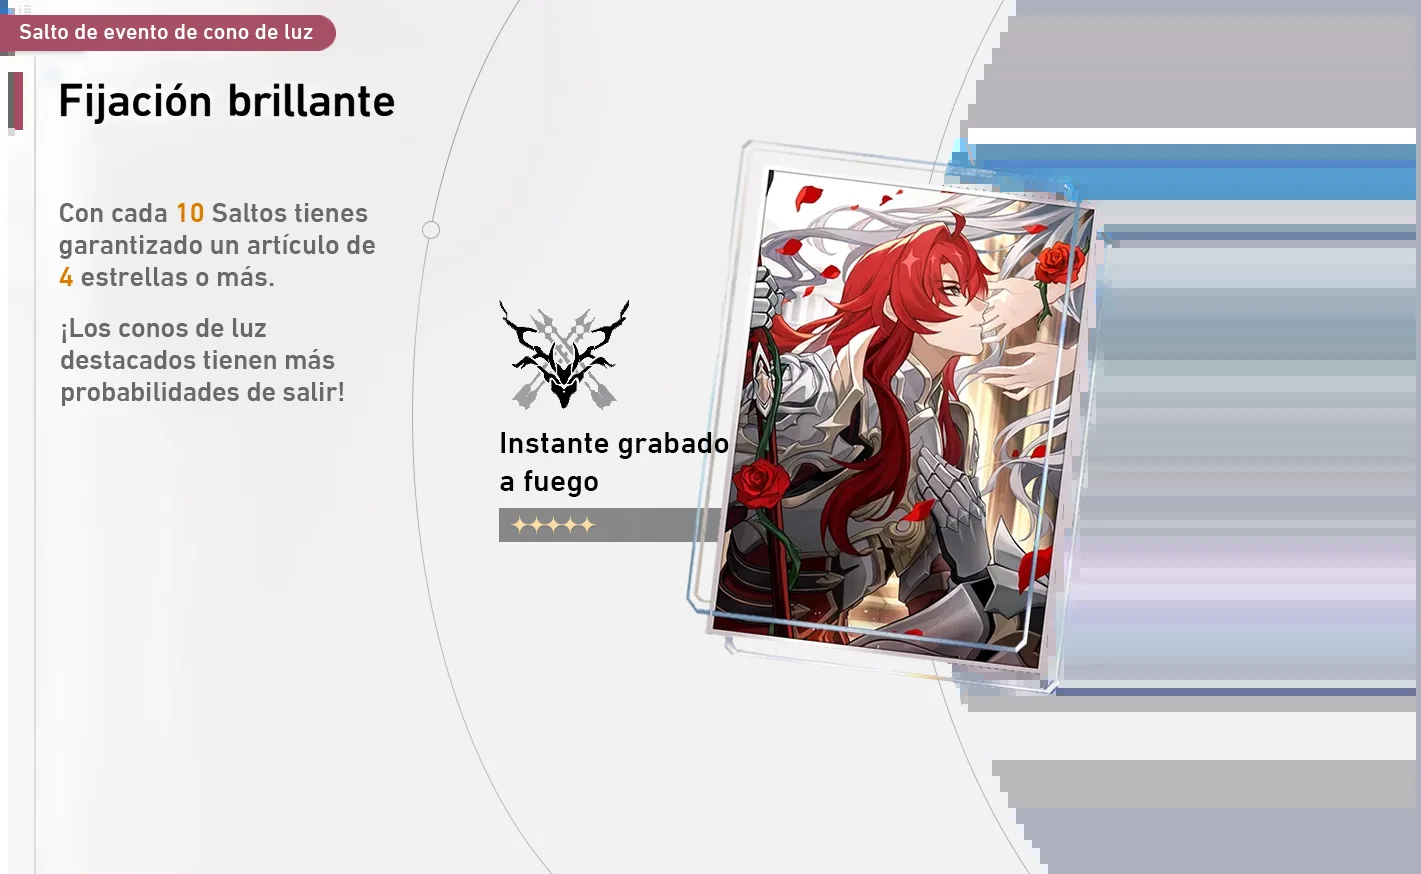 Salto de evento de cono de luz
Fijación brillante
Con cada 10 Saltos tienes
garantizado un artículo de
4 estrellas o más.
¡Los conos de luz
destacados tienen más
probabilidades de salir!
Instante grabado
a fuego